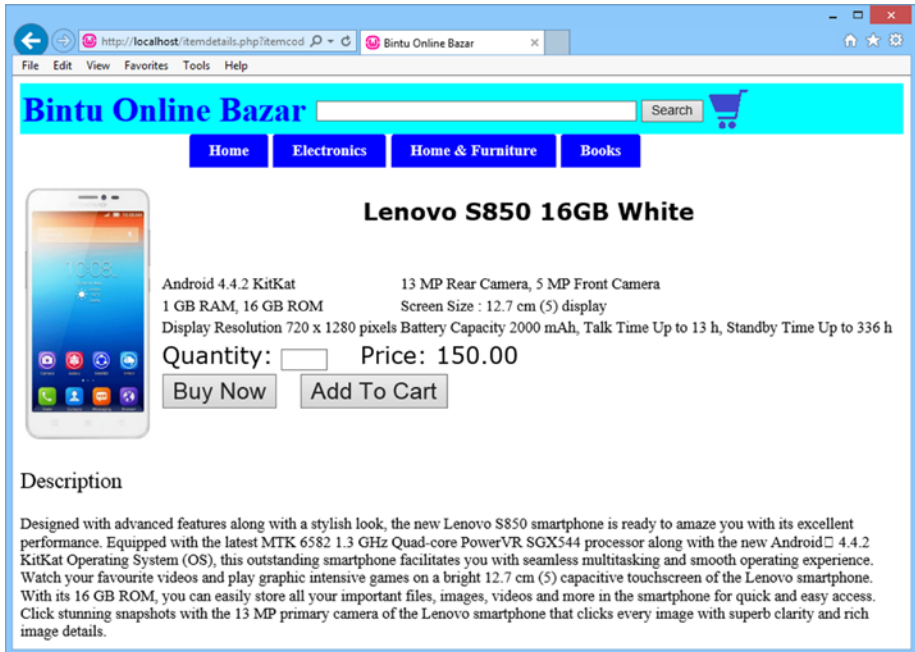 http://localhost/itemdetails.php?itemcod
Bintu Online Bazar
File Edit View Favorites Tools Help
Bintu Online Bazar Search
Home Electronics Home & Furniture Books
Lenovo S850 16GB White
Android 4.4.2 KitKat 13 MP Rear Camera, 5 MP Front Camera
1 GB RAM, 16 GB ROM Screen Size : 12.7 cm (5) display
Display Resolution 720 x 1280 pixels Battery Capacity 2000 mAh, Talk Time Up to 13 h, Standby Time Up to 336 h
Quantity: Price: 150.00
Buy Now Add To Cart
Description
Designed with advanced features along with a stylish look, the new Lenovo S850 smartphone is ready to amaze you with its excellent
performance. Equipped with the latest MTK 6582 1.3 GHz Quad-core PowerVR SGX544 processor along with the new Android□ 4.4.2
KitKat Operating System (OS), this outstanding smartphone facilitates you with seamless multitasking and smooth operating experience.
Watch your favourite videos and play graphic intensive games on a bright 12.7 cm (5) capacitive touchscreen of the Lenovo smartphone.
With its 16 GB ROM, you can easily store all your important files, images, videos and more in the smartphone for quick and easy access.
Click stunning snapshots with the 13 MP primary camera of the Lenovo smartphone that clicks every image with superb clarity and rich
image details.